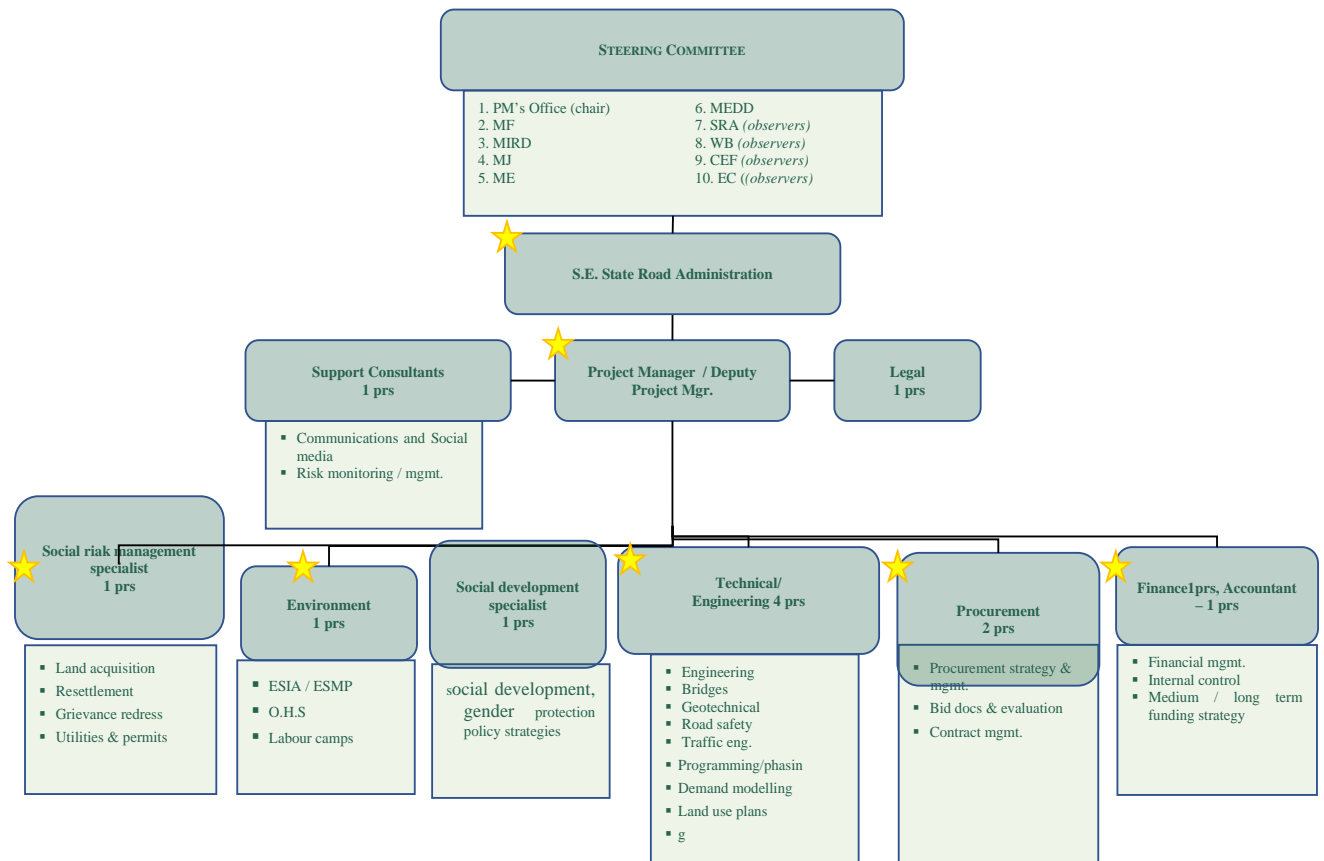 STEERING COMMITTEE
1. PM's Office (chair)
2. MF
3. MIRD
4. MJ
5. ME
6. MEDD
7. SRA (observers)
8. WB (observers)
9. CEF (observers)
10. EC ((observers)
S.E. State Road Administration
Support Consultants
1 prs
Project Manager / Deputy
Project Mgr.
Legal
1 prs
▪ Communications and Social
media
▪ Risk monitoring / mgmt.
Social risk management
specialist
1 prs
▪ Land acquisition
▪ Resettlement
▪ Grievance redress
▪ Utilities & permits
Environment
1 prs
▪ ESIA / ESMP
▪ O.H.S
▪ Labour camps
Social development
specialist
1 prs
social development,
gender protection
policy strategies
Technical/
Engineering 4 prs
▪ Engineering
▪ Bridges
▪ Geotechnical
▪ Road safety
▪ Traffic eng.
▪ Programming/phasin
▪ Demand modelling
▪ Land use plans
▪ g
Procurement
2 prs
▪ Procurement strategy &
mgmt.
▪ Bid docs & evaluation
▪ Contract mgmt.
Finance1prs, Accountant
– 1 prs
▪ Financial mgmt.
▪ Internal control
▪ Medium / long term
funding strategy